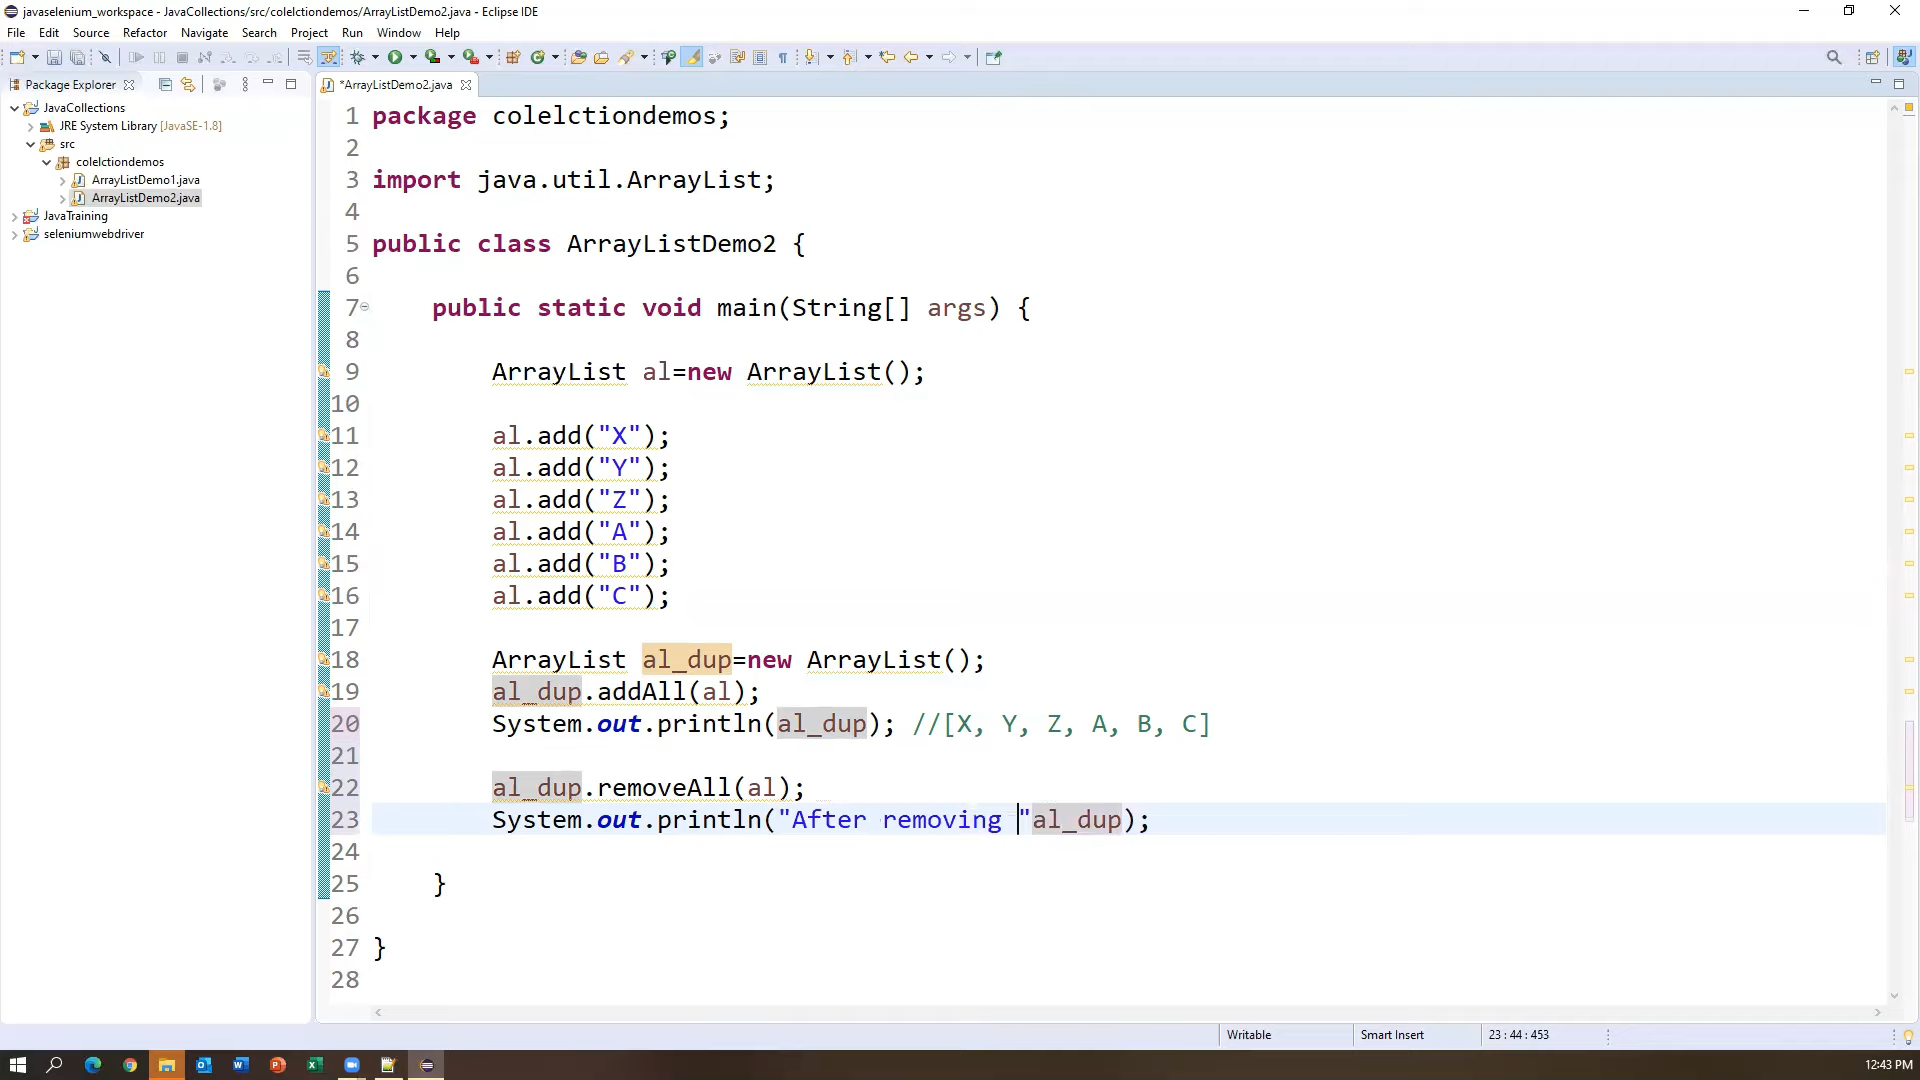 javaselenium_workspace - JavaCollections/src/colelctiondemos/ArrayListDemo2.java - Eclipse IDE
File Edit Source Refactor Navigate Search Project Run Window Help
Package Explorer
JavaCollections
JRE System Library [JavaSE-1.8]
src
colelctiondemos
ArrayListDemo1.java
ArrayListDemo2.java
JavaTraining
seleniumwebdriver
*ArrayListDemo2.java
1 package colelctiondemos;
2
3 import java.util.ArrayList;
4
5 public class ArrayListDemo2 {
6
7 public static void main(String[] args) {
8
9 ArrayList al=new ArrayList();
10
11 al.add("X");
12 al.add("Y");
13 al.add("Z");
14 al.add("A");
15 al.add("B");
16 al.add("C");
17
18 ArrayList al_dup=new ArrayList();
19 al_dup.addAll(al);
20 System.out.println(al_dup); //[X, Y, Z, A, B, C]
21
22 al_dup.removeAll(al);
23 System.out.println("After removing "al_dup);
24
25 }
26
27 }
28
Writable Smart Insert 23 : 44 : 453
12:43 PM